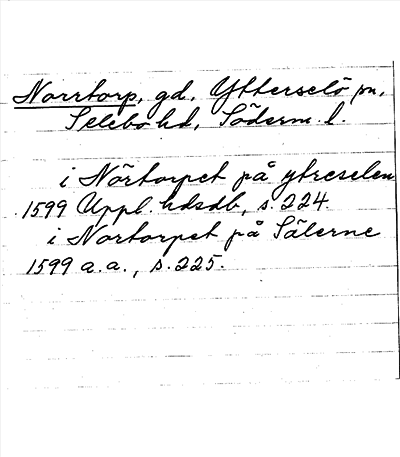 Norrtorp, gd, Ytterselö sn,
Selebo hd, Söderm. l.
i Nörtorpet på ytreselen
1599 Uppl. hdsdb, s. 224.
i Nortorpet på Sälerne
1599 a.a., s. 225.